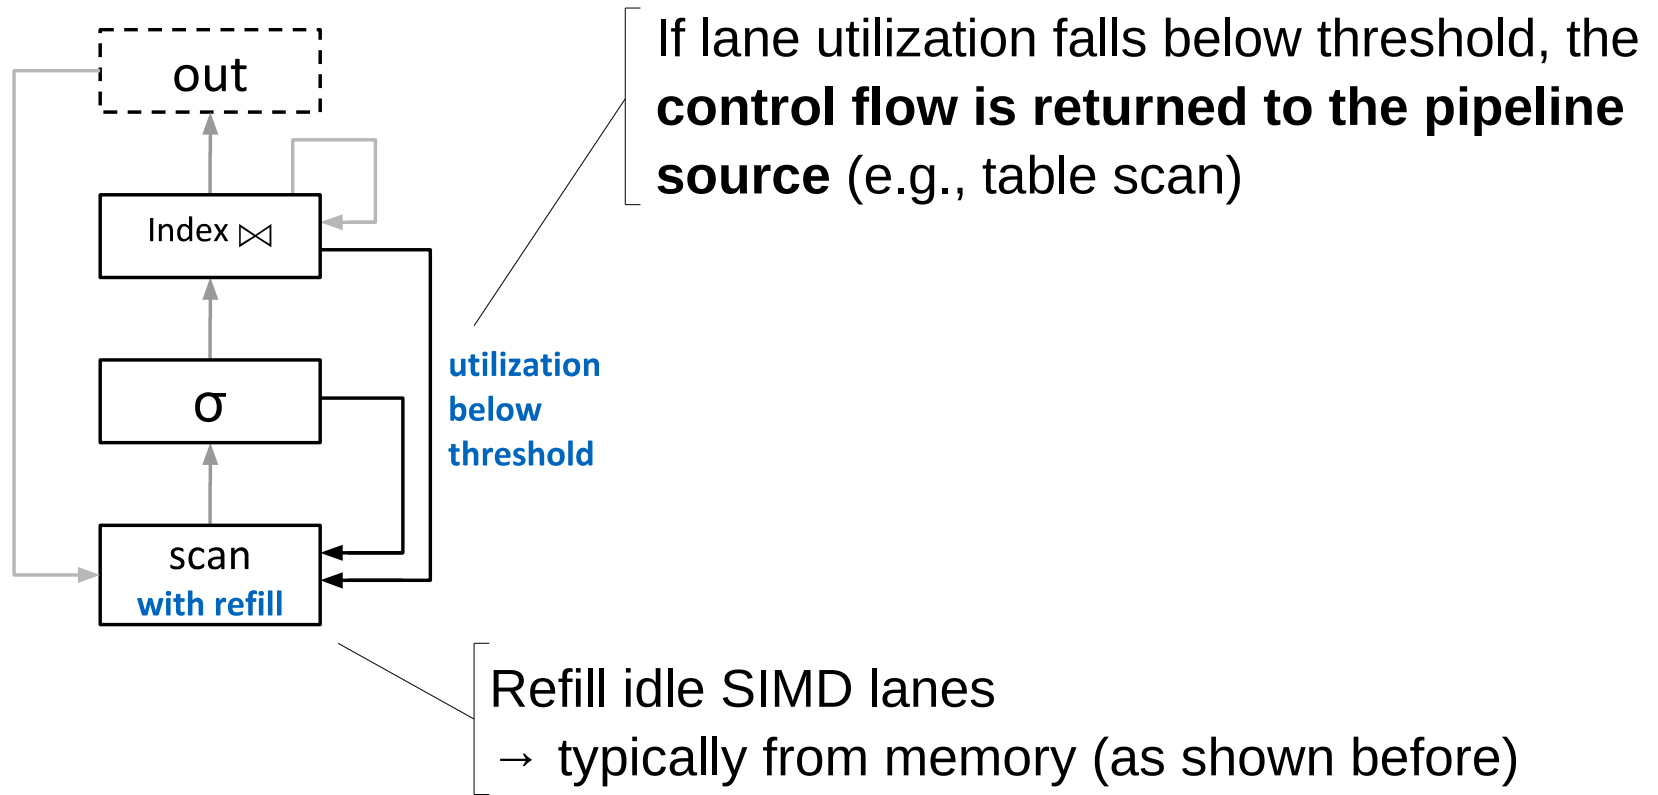 If lane utilization falls below threshold, the
control flow is returned to the pipeline
source (e.g., table scan)
out
Index ⋈
utilization
below
threshold
σ
scan
with refill
Refill idle SIMD lanes
→ typically from memory (as shown before)